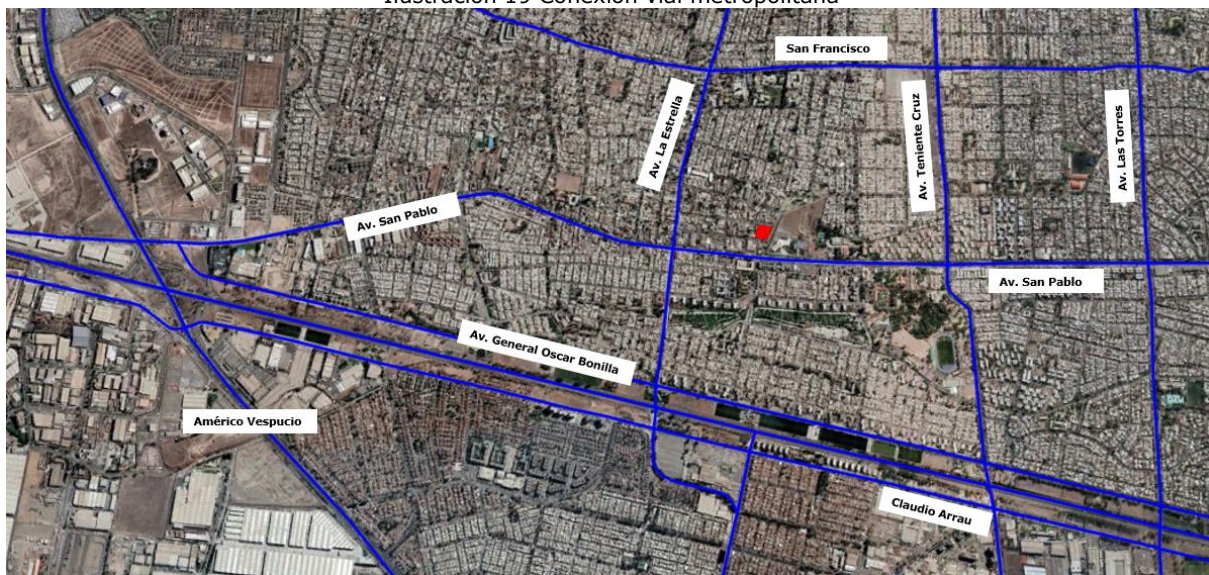 Ilustración 19 Conexión vial metropolitana
San Francisco
Av. La Estrella
Av. Teniente Cruz
Av. Las Torres
Av. San Pablo
Av. San Pablo
Av. General Oscar Bonilla
Américo Vespucio
Claudio Arrau